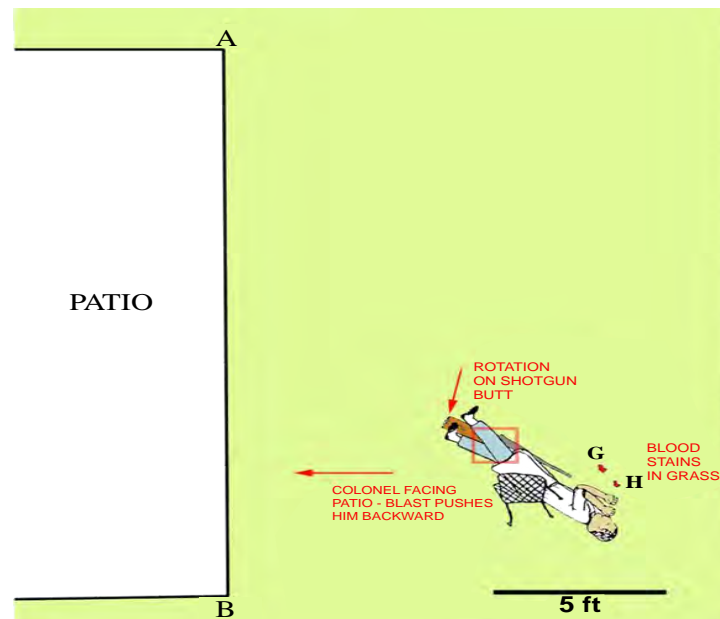 A
PATIO
ROTATION
ON SHOTGUN
BUTT
G
H
BLOOD
STAINS
IN GRASS
COLONEL FACING
PATIO - BLAST PUSHES
HIM BACKWARD
B
5 ft